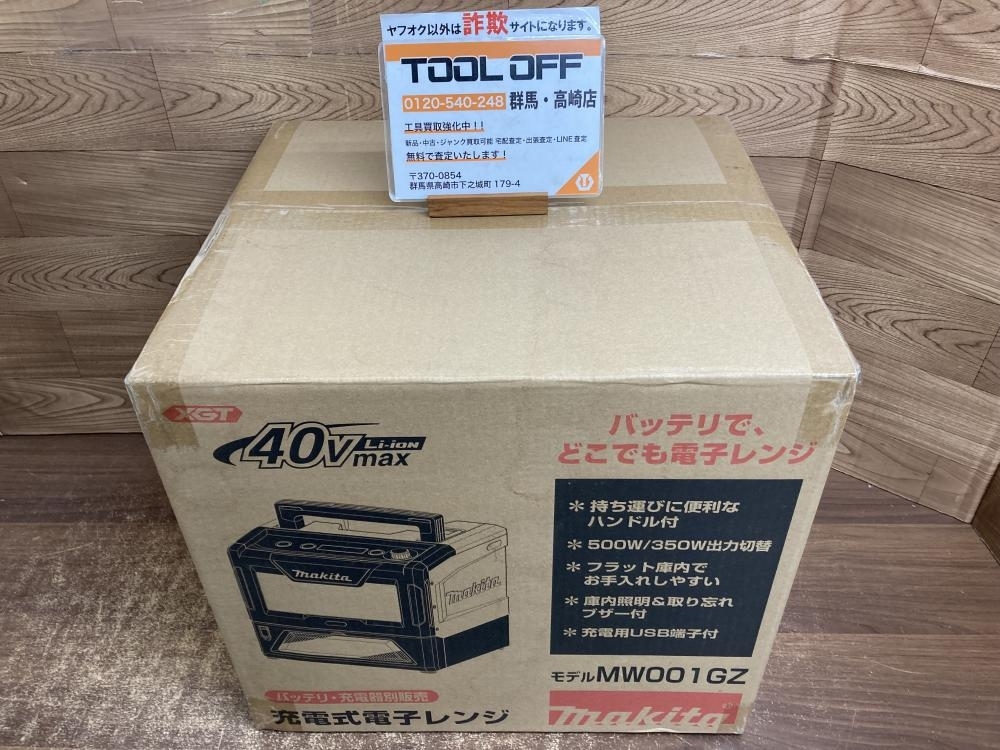 ヤフオク以外は詐欺サイトになります。
TOOL OFF
0120-540-248 群馬・高崎店
工具買取強化中!!
新品・中古・ジャンク買取可能 宅配査定・出張査定・LINE査定
無料で査定いたします!
〒370-0854
群馬県高崎市下之城町 179-4
XGT
40Vmax Li-ion
バッテリで、
どこでも電子レンジ
＊持ち運びに便利な
ハンドル付
＊500W/350W出力切替
＊フラット庫内で
お手入れしやすい
＊庫内照明&取り忘れ
ブザー付
＊充電用USB端子付
makita
makita
モデルMW001GZ
バッテリ・充電器別販売
充電式電子レンジ
makita